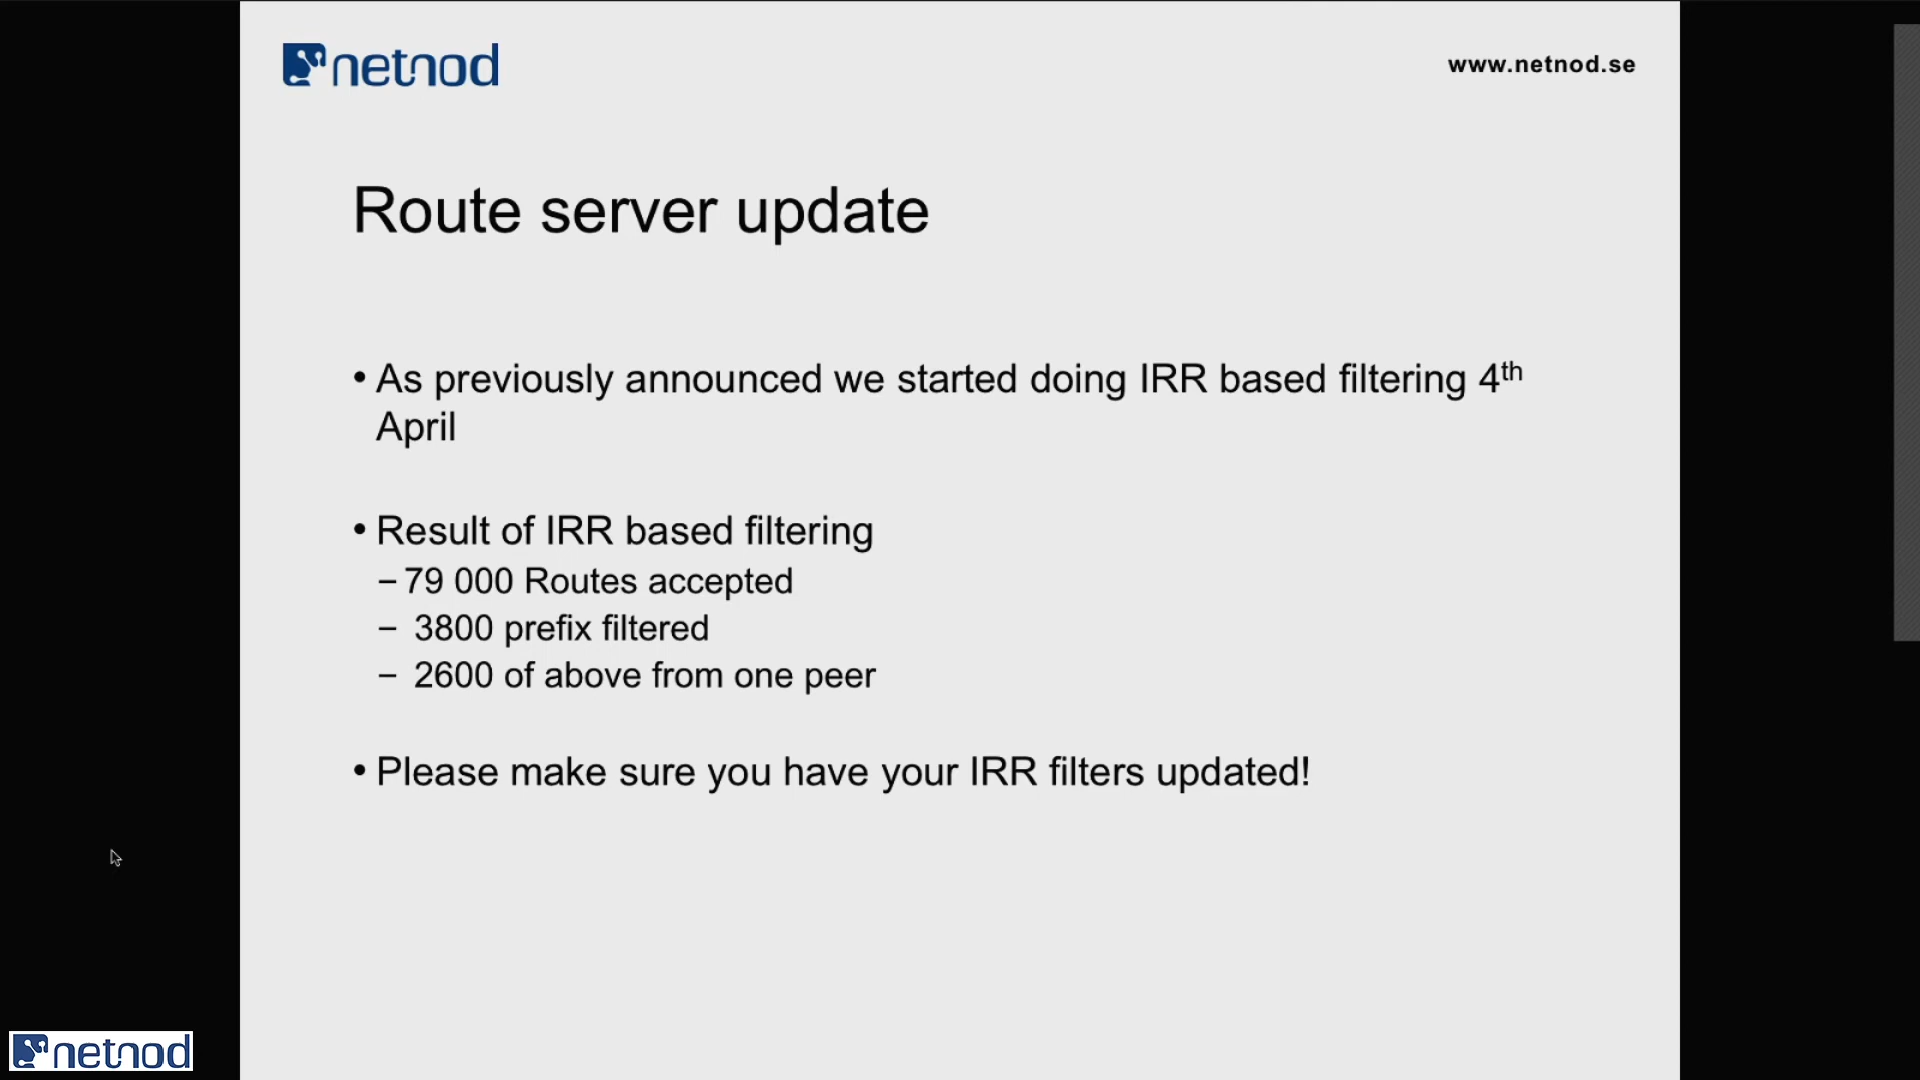 netnod
www.netnod.se
Route server update
• As previously announced we started doing IRR based filtering 4th
April
• Result of IRR based filtering
– 79 000 Routes accepted
– 3800 prefix filtered
– 2600 of above from one peer
• Please make sure you have your IRR filters updated!
netnod